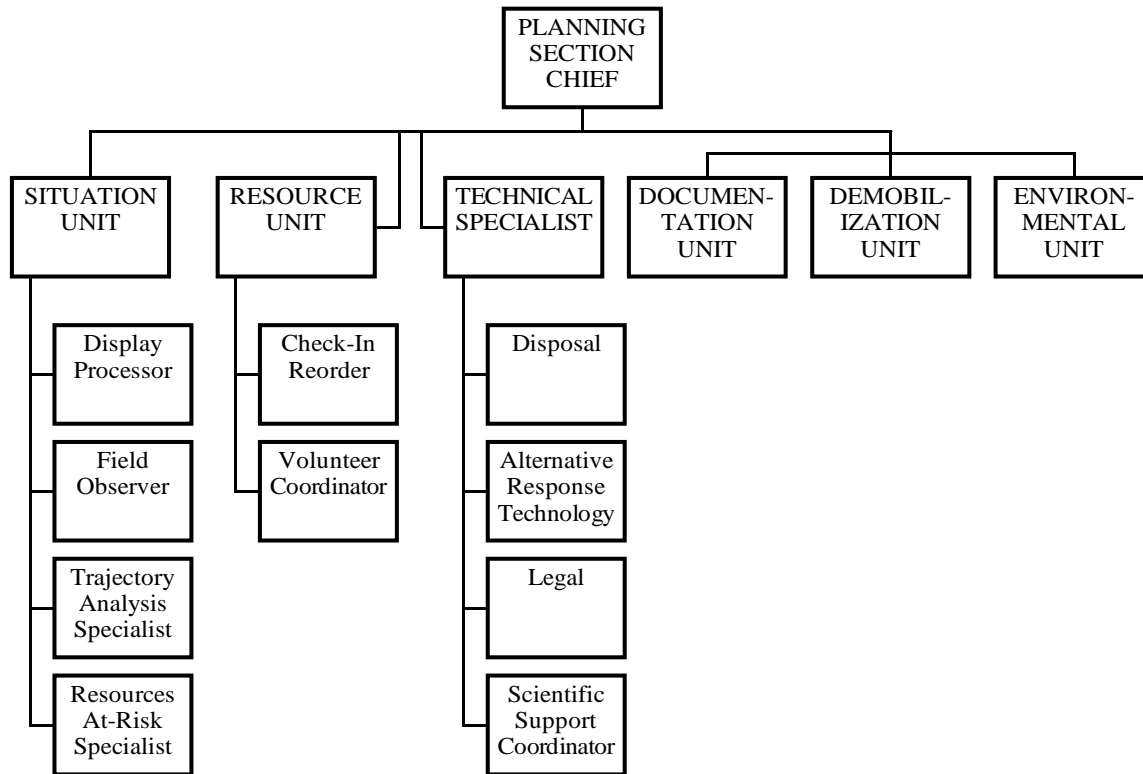 PLANNING
SECTION
CHIEF
SITUATION
UNIT
RESOURCE
UNIT
TECHNICAL
SPECIALIST
DOCUMEN-
TATION
UNIT
DEMOBIL-
IZATION
UNIT
ENVIRON-
MENTAL
UNIT
Display
Processor
Field
Observer
Trajectory
Analysis
Specialist
Resources
At-Risk
Specialist
Check-In
Reorder
Volunteer
Coordinator
Disposal
Alternative
Response
Technology
Legal
Scientific
Support
Coordinator